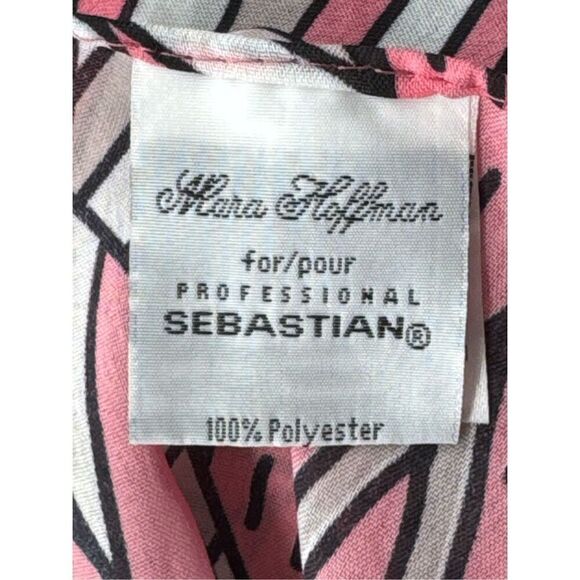 Mara Hoffman
for/pour
PROFESSIONAL
SEBASTIAN®
100% Polyester